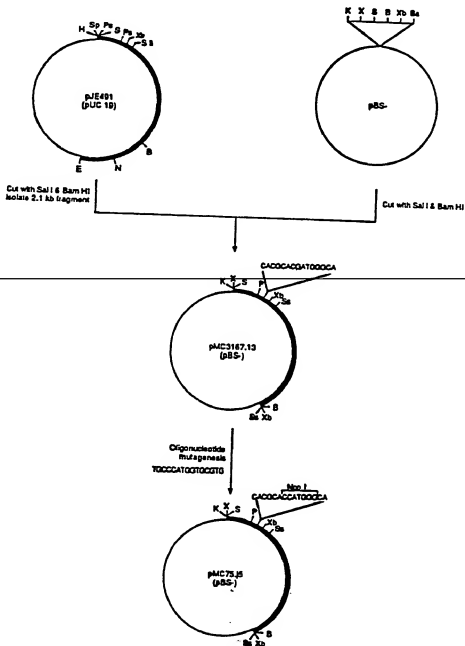 H Sp Ps S Ps Xb S s
pJE491
(pUC 19)
E N B
K X S B Xb Ss
pBS-
Cut with Sal I & Bam HI
Isolate 2.1 kb fragment
Cut with Sal I & Bam HI
CACGCACGATGGGCA
K X S P Xb Ss
pMC3167.13
(pBS-)
Ss Xb B
Oligonucleotide
mutagenesis
TGCCCATGGTGCGTG
Nco I
CACGCACCATGGGCA
K X S P Xb Ss
pMC75.J5
(pBS-)
Ss Xb B